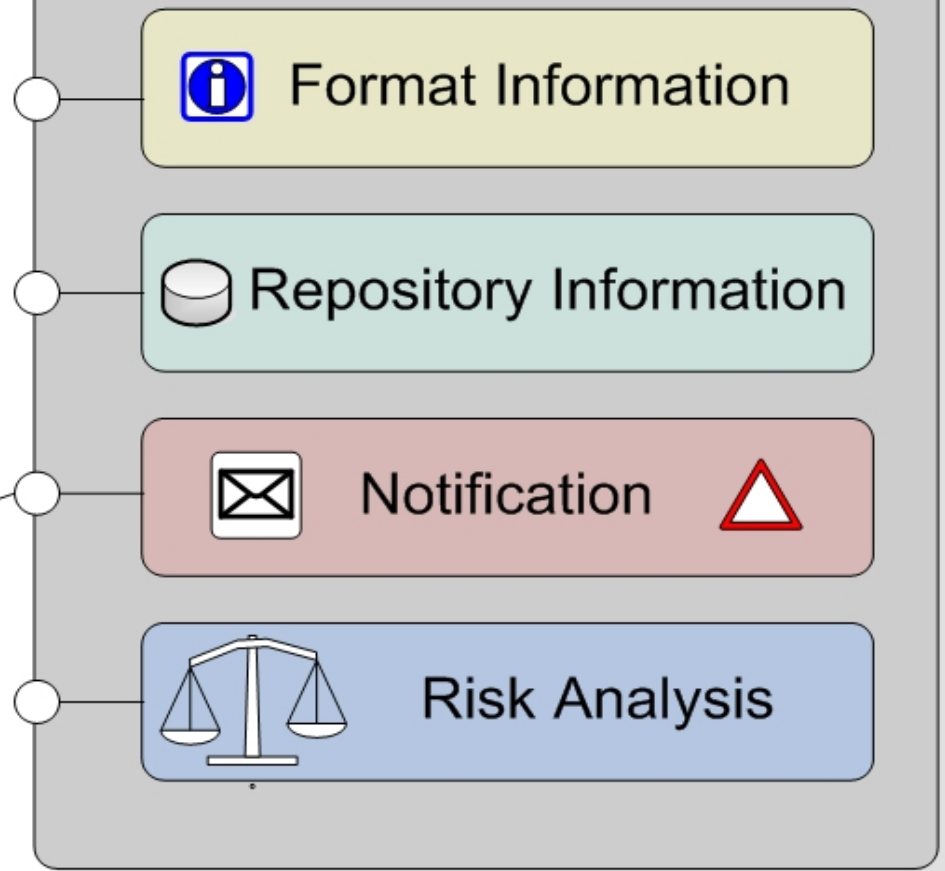 Format Information
Repository Information
Notification
Risk Analysis